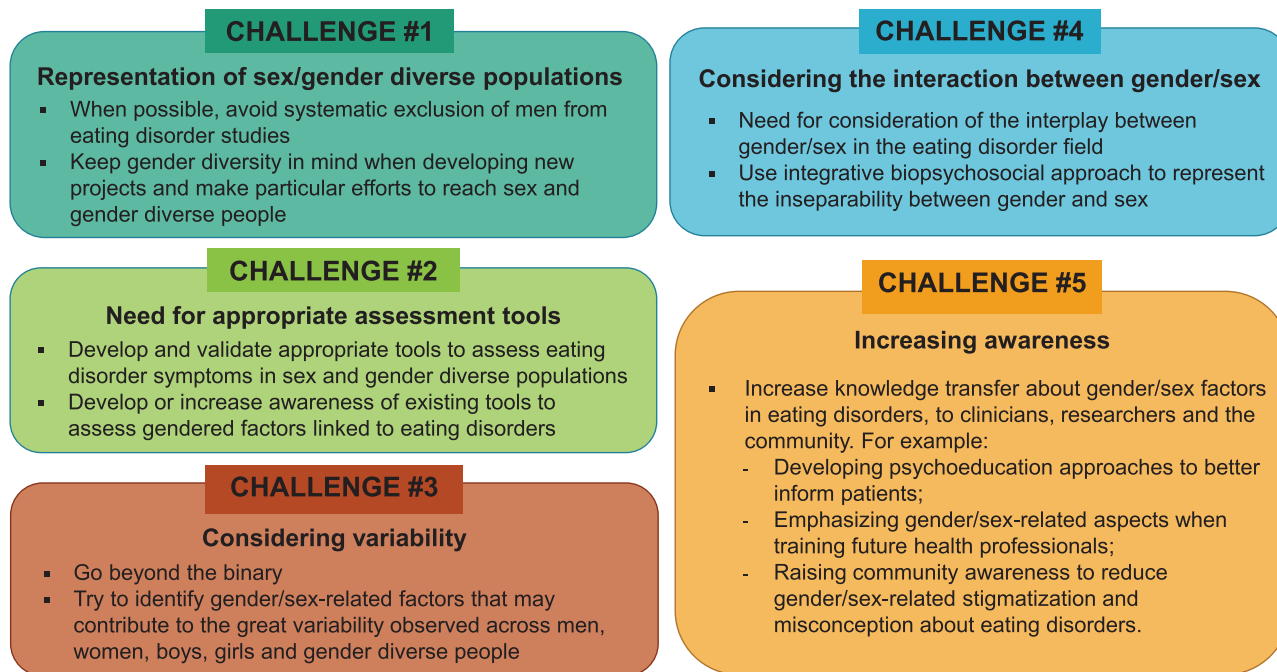 CHALLENGE #1
Representation of sex/gender diverse populations
▪ When possible, avoid systematic exclusion of men from
eating disorder studies
▪ Keep gender diversity in mind when developing new
projects and make particular efforts to reach sex and
gender diverse people
CHALLENGE #2
Need for appropriate assessment tools
▪ Develop and validate appropriate tools to assess eating
disorder symptoms in sex and gender diverse populations
▪ Develop or increase awareness of existing tools to
assess gendered factors linked to eating disorders
CHALLENGE #3
Considering variability
▪ Go beyond the binary
▪ Try to identify gender/sex-related factors that may
contribute to the great variability observed across men,
women, boys, girls and gender diverse people
CHALLENGE #4
Considering the interaction between gender/sex
▪ Need for consideration of the interplay between
gender/sex in the eating disorder field
▪ Use integrative biopsychosocial approach to represent
the inseparability between gender and sex
CHALLENGE #5
Increasing awareness
▪ Increase knowledge transfer about gender/sex factors
in eating disorders, to clinicians, researchers and the
community. For example:
- Developing psychoeducation approaches to better
inform patients;
- Emphasizing gender/sex-related aspects when
training future health professionals;
- Raising community awareness to reduce
gender/sex-related stigmatization and
misconception about eating disorders.